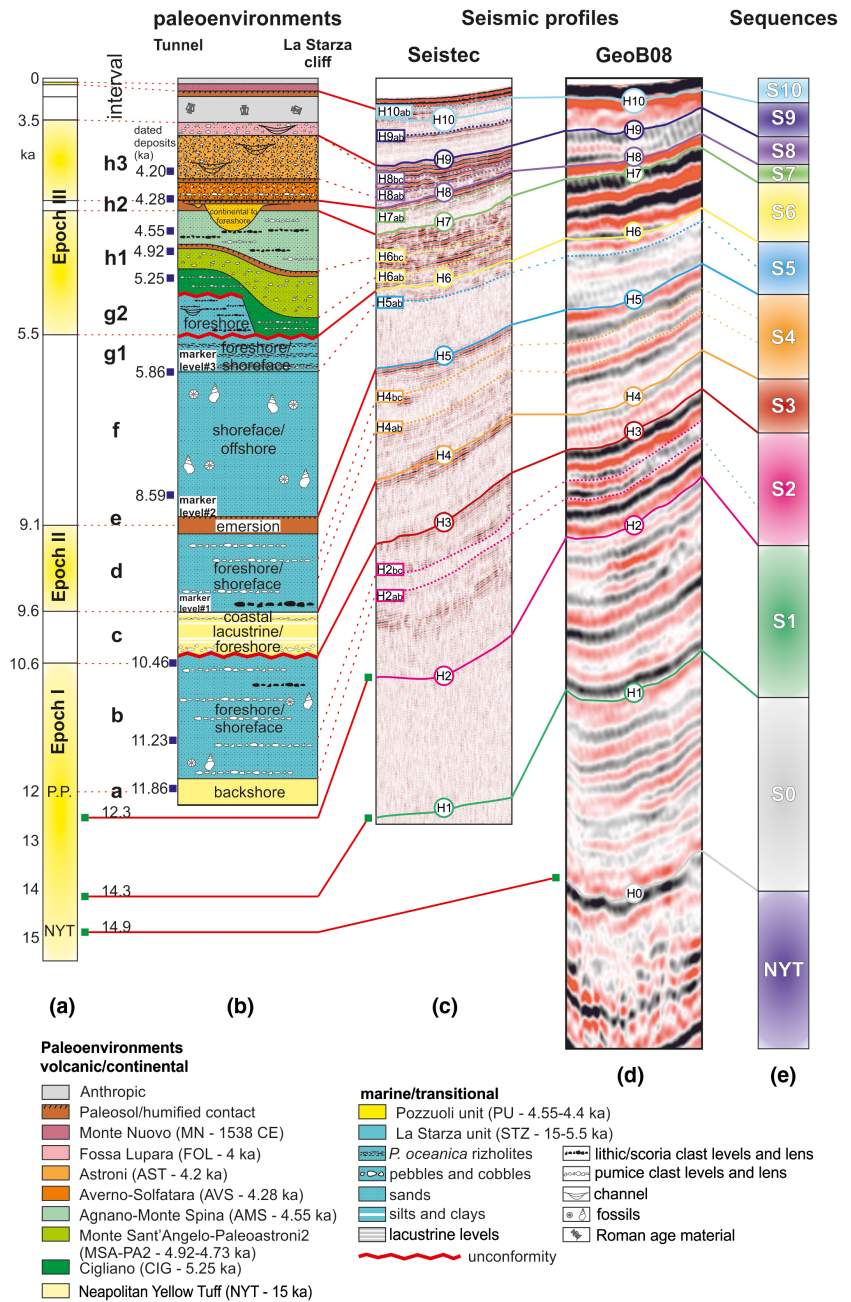 paleoenvironments
Seismic profiles
Sequences
Tunnel
La Starza
cliff
Seistec
GeoB08
interval
0
3.5
ka
5.5
9.1
9.6
10.6
12
13
14
15
Epoch III
Epoch II
Epoch I
P.P.
NYT
h3
h2
h1
g2
g1
f
e
d
c
b
a
dated
deposits
(ka)
4.20
4.28
4.55
4.92
5.25
5.86
8.59
10.46
11.23
11.86
12.3
14.3
14.9
continental to
foreshore
foreshore
foreshore/
shoreface
marker
level#3
shoreface/
offshore
marker
level#2
emersion
foreshore/
shoreface
marker
level#1
coastal
lacustrine/
foreshore
foreshore/
shoreface
backshore
H10ab
H10
H9ab
H9
H8bc
H8
H8ab
H7ab
H7
H6bc
H6ab
H6
H5ab
H5
H4bc
H4ab
H4
H3
H2bc
H2ab
H2
H1
H10
H9
H8
H7
H6
H5
H4
H3
H2
H1
H0
S10
S9
S8
S7
S6
S5
S4
S3
S2
S1
S0
NYT
(a)
(b)
(c)
(d)
(e)
Paleoenvironments
volcanic/continental
Anthropic
Paleosol/humified contact
Monte Nuovo (MN - 1538 CE)
Fossa Lupara (FOL - 4 ka)
Astroni (AST - 4.2 ka)
Averno-Solfatara (AVS - 4.28 ka)
Agnano-Monte Spina (AMS - 4.55 ka)
Monte Sant'Angelo-Paleoastroni2
(MSA-PA2 - 4.92-4.73 ka)
Cigliano (CIG - 5.25 ka)
Neapolitan Yellow Tuff (NYT - 15 ka)
marine/transitional
Pozzuoli unit (PU - 4.55-4.4 ka)
La Starza unit (STZ - 15-5.5 ka)
P. oceanica rizholites
pebbles and cobbles
sands
silts and clays
lacustrine levels
unconformity
lithic/scoria clast levels and lens
pumice clast levels and lens
channel
fossils
Roman age material